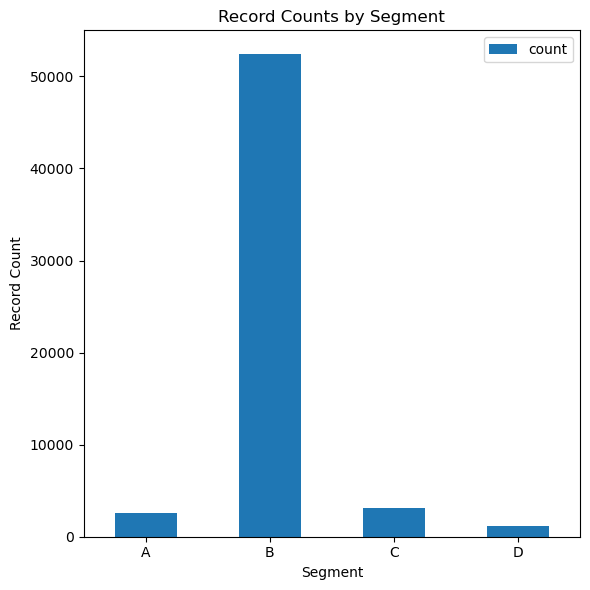 Record Counts by Segment
count
50000
40000
30000
20000
10000
0
Record Count
A B C D
Segment